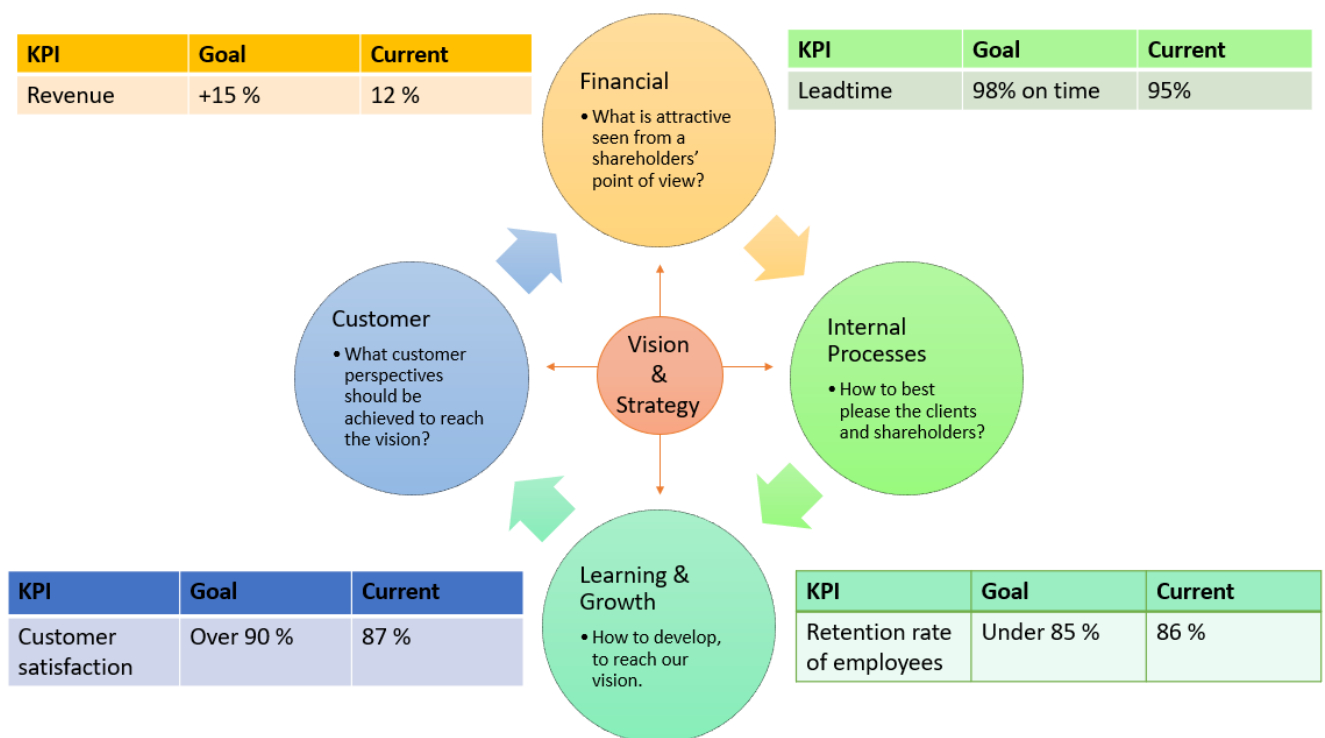 KPI Goal Current
Revenue +15 % 12 %
KPI Goal Current
Leadtime 98% on time 95%
Financial
• What is attractive
seen from a
shareholders’
point of view?
Customer
• What customer
perspectives
should be
achieved to reach
the vision?
Vision
&
Strategy
Internal
Processes
• How to best
please the clients
and shareholders?
Learning &
Growth
• How to develop,
to reach our
vision.
KPI Goal Current
Customer Over 90 % 87 %
satisfaction
KPI Goal Current
Retention rate Under 85 % 86 %
of employees